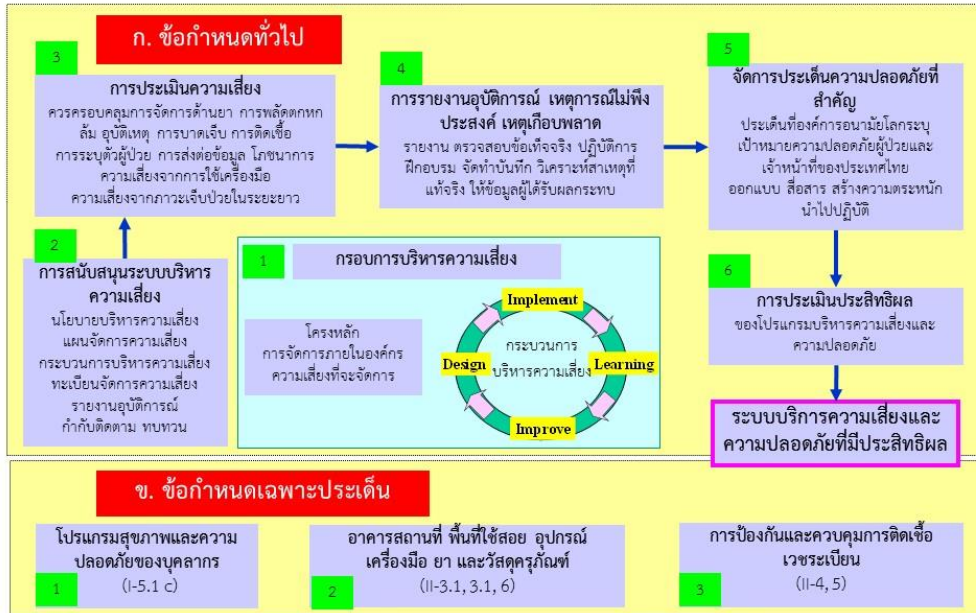 ก. ข้อกำหนดทั่วไป
3
การประเมินความเสี่ยง
ควรครอบคลุมการจัดการด้านยา การพลัดตกหก
ล้ม อุบัติเหตุ การบาดเจ็บ การติดเชื้อ
การระบุตัวผู้ป่วย การส่งต่อข้อมูล โภชนาการ
ความเสี่ยงจากการใช้เครื่องมือ
ความเสี่ยงจากภาวะเจ็บป่วยในระยะยาว
4
การรายงานอุบัติการณ์ เหตุการณ์ไม่พึง
ประสงค์ เหตุเกือบพลาด
รายงาน ตรวจสอบข้อเท็จจริง ปฏิบัติการ
ฝึกอบรม จัดทำบันทึก วิเคราะห์สาเหตุที่
แท้จริง ให้ข้อมูลผู้ได้รับผลกระทบ
5
จัดการประเด็นความปลอดภัยที่
สำคัญ
ประเด็นที่องค์การอนามัยโลกระบุ
เป้าหมายความปลอดภัยผู้ป่วยและ
เจ้าหน้าที่ของประเทศไทย
ออกแบบ สื่อสาร สร้างความตระหนัก
นำไปปฏิบัติ
2
การสนับสนุนระบบบริหาร
ความเสี่ยง
นโยบายบริหารความเสี่ยง
แผนจัดการความเสี่ยง
กระบวนการบริหารความเสี่ยง
ทะเบียนจัดการความเสี่ยง
รายงานอุบัติการณ์
กำกับติดตาม ทบทวน
1
กรอบการบริหารความเสี่ยง
โครงหลัก
การจัดการภายในองค์กร
ความเสี่ยงที่จะจัดการ
Implement
กระบวนการ
บริหารความเสี่ยง
Design
Learning
Improve
6
การประเมินประสิทธิผล
ของโปรแกรมบริหารความเสี่ยงและ
ความปลอดภัย
ระบบบริการความเสี่ยงและ
ความปลอดภัยที่มีประสิทธิผล
ข. ข้อกำหนดเฉพาะประเด็น
โปรแกรมสุขภาพและความ
ปลอดภัยของบุคลากร
(I-5.1 c)
1
อาคารสถานที่ พื้นที่ใช้สอย อุปกรณ์
เครื่องมือ ยา และวัสดุครุภัณฑ์
(II-3.1, 3.1, 6)
2
การป้องกันและควบคุมการติดเชื้อ
เวชระเบียน
(II-4, 5)
3